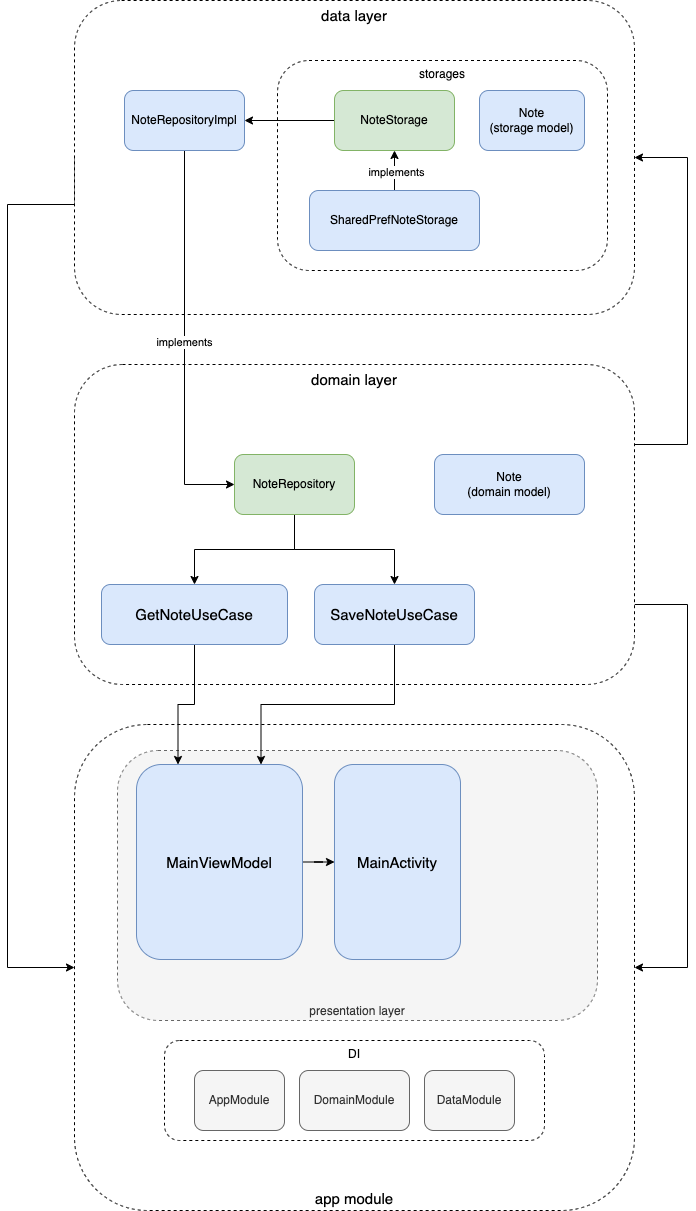 data layer
storages
NoteRepositoryImpl
NoteStorage
Note
(storage model)
implements
SharedPrefNoteStorage
implements
domain layer
NoteRepository
Note
(domain model)
GetNoteUseCase
SaveNoteUseCase
MainViewModel
MainActivity
presentation layer
DI
AppModule
DomainModule
DataModule
app module